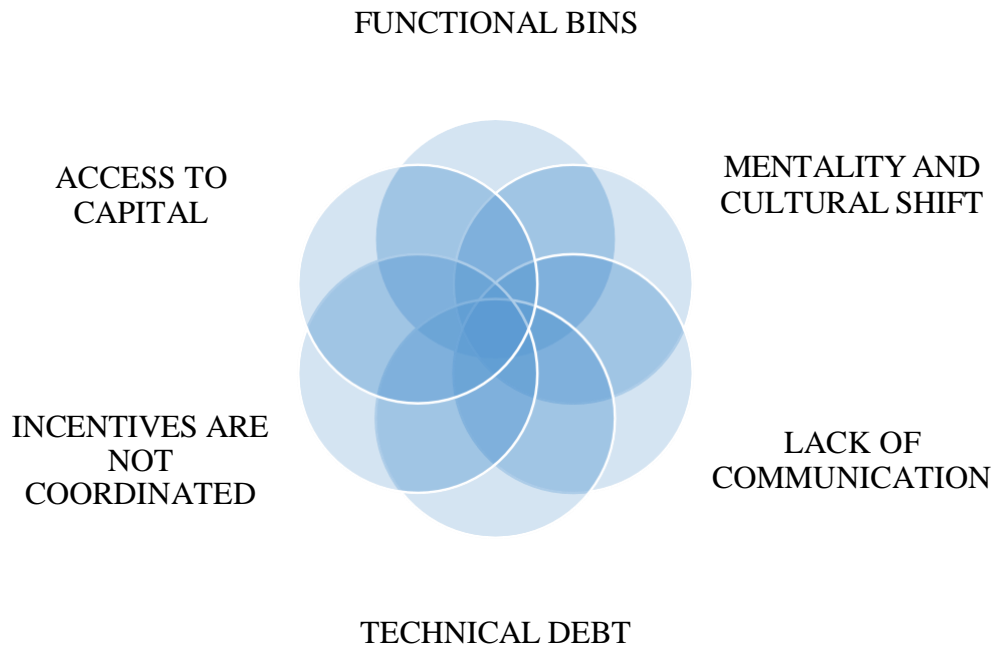 FUNCTIONAL BINS
ACCESS TO
CAPITAL
MENTALITY AND
CULTURAL SHIFT
INCENTIVES ARE
NOT
COORDINATED
LACK OF
COMMUNICATION
TECHNICAL DEBT